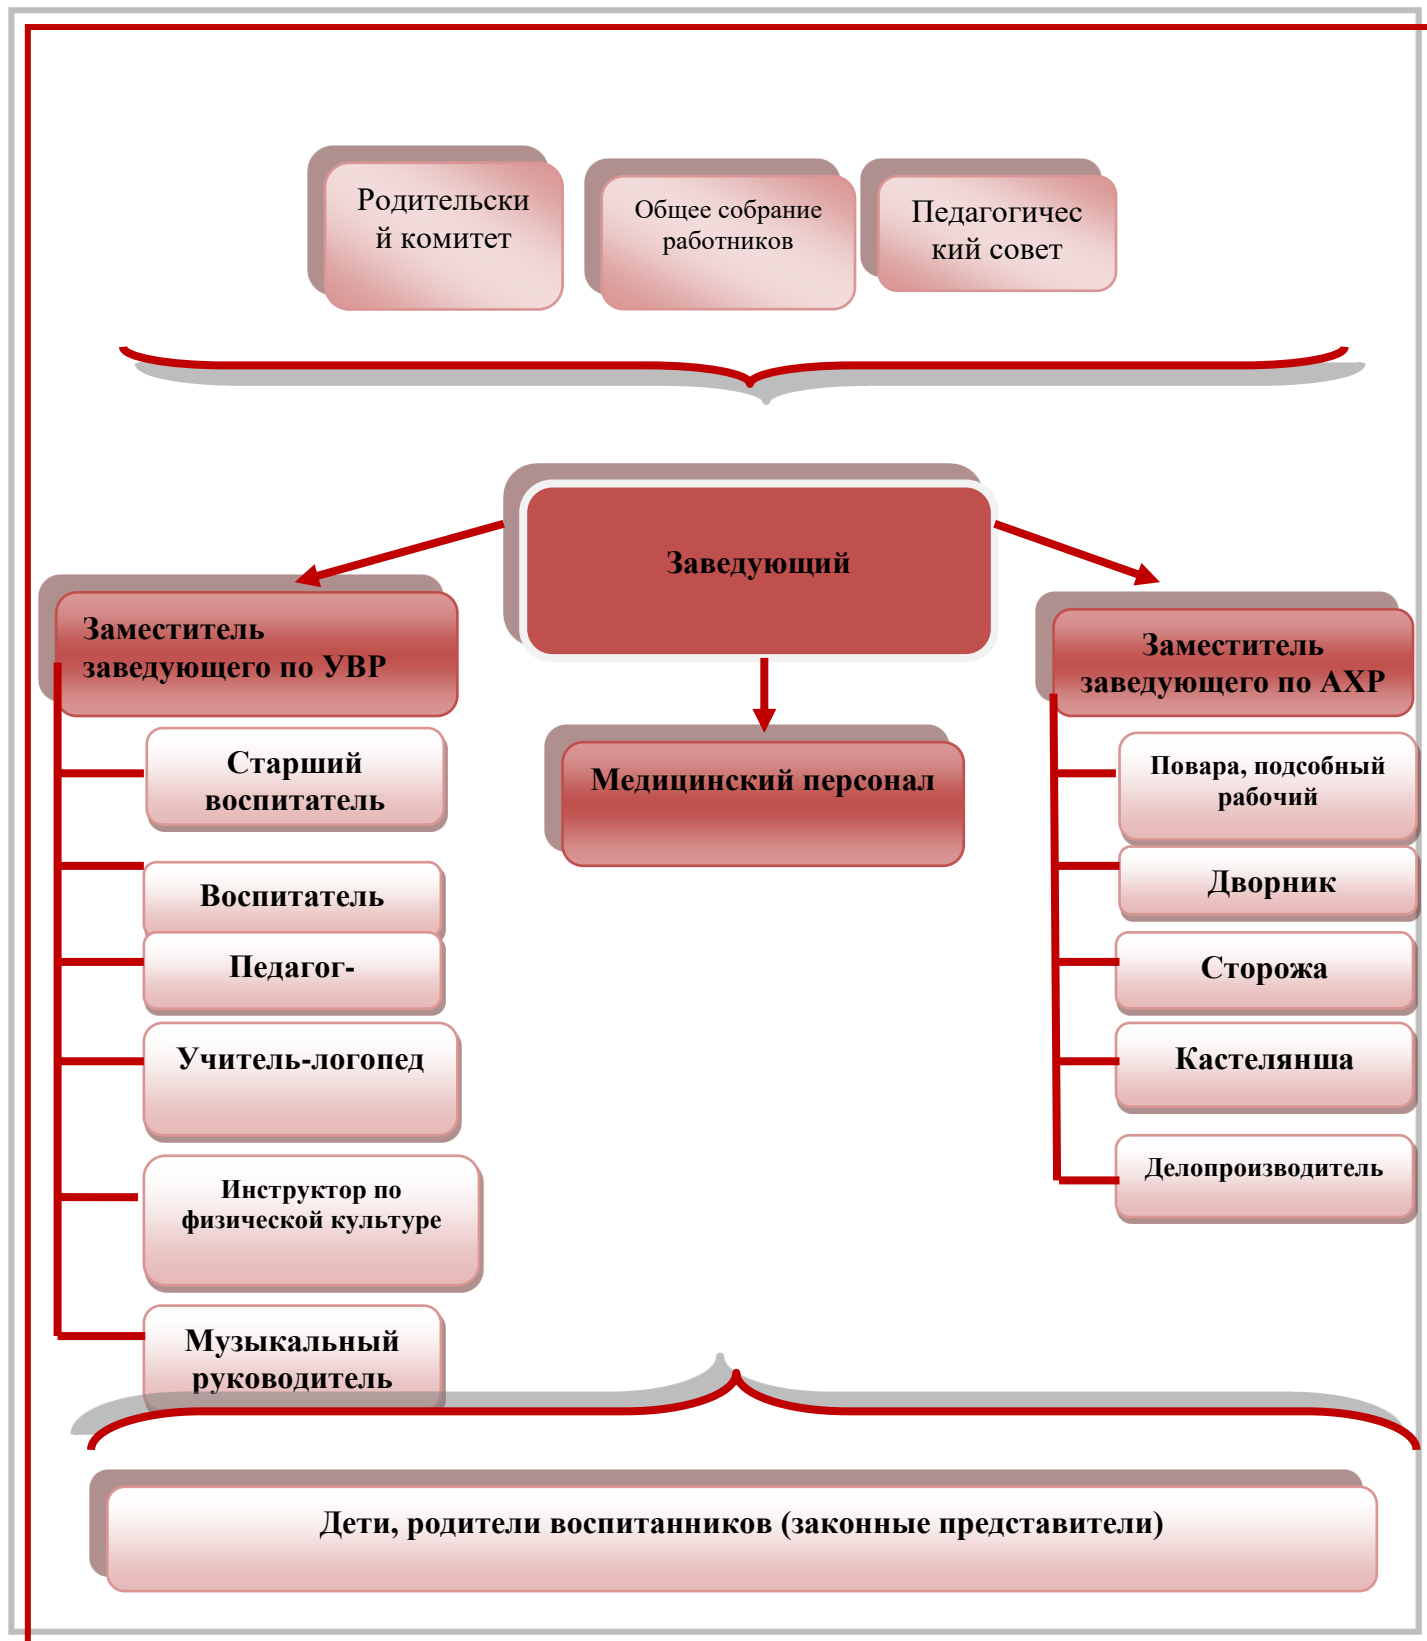 Родительски
й комитет
Общее собрание
работников
Педагогичес
кий совет
Заведующий
Заместитель
заведующего по УВР
Заместитель
заведующего по АХР
Медицинский персонал
Старший
воспитатель
Воспитатель
Педагог-
Учитель-логопед
Инструктор по
физической культуре
Музыкальный
руководитель
Повара, подсобный
рабочий
Дворник
Сторожа
Кастелянша
Делопроизводитель
Дети, родители воспитанников (законные представители)